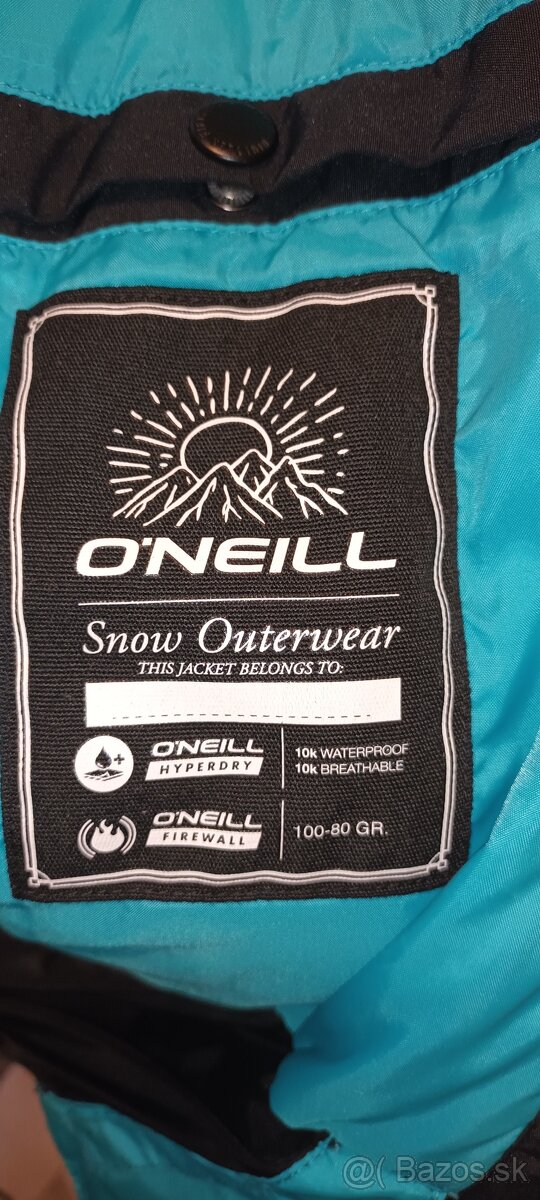 O'NEILL
Snow Outerwear
THIS JACKET BELONGS TO:
O'NEILL
HYPERDRY
10k WATERPROOF
10k BREATHABLE
O'NEILL
FIREWALL
100-80 GR.
@( Bazos.sk